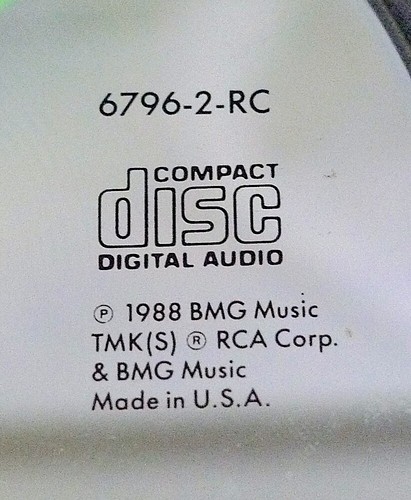 6796-2-RC
COMPACT
disc
DIGITAL AUDIO
℗ 1988 BMG Music
TMK(S) ® RCA Corp.
& BMG Music
Made in U.S.A.